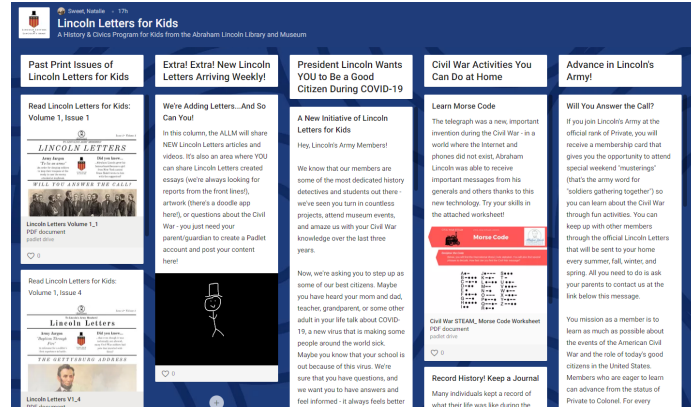 Sweet, Natalie - 17h
Lincoln Letters for Kids
A History & Civics Program for Kids from the Abraham Lincoln Library and Museum
Past Print Issues of
Lincoln Letters for Kids
Read Lincoln Letters for Kids:
Volume 1, Issue 1
LINCOLN LETTERS
Army Jargon
Did you know...
WILL YOU ANSWER THE CALL?
Lincoln Letters Volume 1_1
PDF document
padlet drive
0
Read Lincoln Letters for Kids:
Volume 1, Issue 4
Lincoln Letters
Army Jargon
"Baptism Through
Fire"
Did you know...
THE GETTYSBURG ADDRESS
Lincoln Letters V1_4
PDF document
Extra! Extra! New Lincoln
Letters Arriving Weekly!
We're Adding Letters...And So
Can You!
In this column, the ALLM will share
NEW Lincoln Letters articles and
videos. It's also an area where YOU
can share Lincoln Letters created
essays (we're always looking for
reports from the front lines!),
artwork (there's a doodle app
here!), or questions about the Civil
War - you just need your
parent/guardian to create a Padlet
account and post your content
here!
0
President Lincoln Wants
YOU to Be a Good
Citizen During COVID-19
A New Initiative of Lincoln
Letters for Kids
Hey, Lincoln's Army Members!
We know that our members are
some of the most dedicated history
detectives and students out there -
we've seen you turn in countless
projects, attend museum events,
and amaze us with your Civil War
knowledge over the last three
years.
Now, we're asking you to step up as
some of our best citizens. Maybe
you have heard your mom and dad,
teacher, grandparent, or some other
adult in your life talk about COVID-
19, a new virus that is making some
people around the world sick.
Maybe you know that your school is
out because of this virus. We're
sure that you have questions, and
we want you to have answers and
feel informed - it always feels better
Civil War Activities You
Can Do at Home
Learn Morse Code
The telegraph was a new, important
invention during the Civil War - in a
world where the Internet and
phones did not exist, Abraham
Lincoln was able to receive
important messages from his
generals and others thanks to this
new technology. Try your skills in
the attached worksheet!
Morse Code
Civil War STEAM_ Morse Code Worksheet
PDF document
padlet drive
0
Record History! Keep a Journal
Many individuals kept a record of
what their life was like during the
Advance in Lincoln's
Army!
Will You Answer the Call?
If you join Lincoln's Army at the
official rank of Private, you will
receive a membership card that
gives you the opportunity to attend
special weekend "musterings"
(that's the army word for
"soldiers gathering together") so
you can learn about the Civil War
through fun activities. You can
keep up with other members
through the official Lincoln Letters
that will be sent to your home
every summer, fall, winter, and
spring. All you need to do is ask
your parents to contact us at the
link below this message.
You mission as a member is to
learn as much as possible about
the events of the American Civil
War and the role of today's good
citizens in the United States.
Members who are eager to learn
can advance from the status of
Private to Colonel. For every